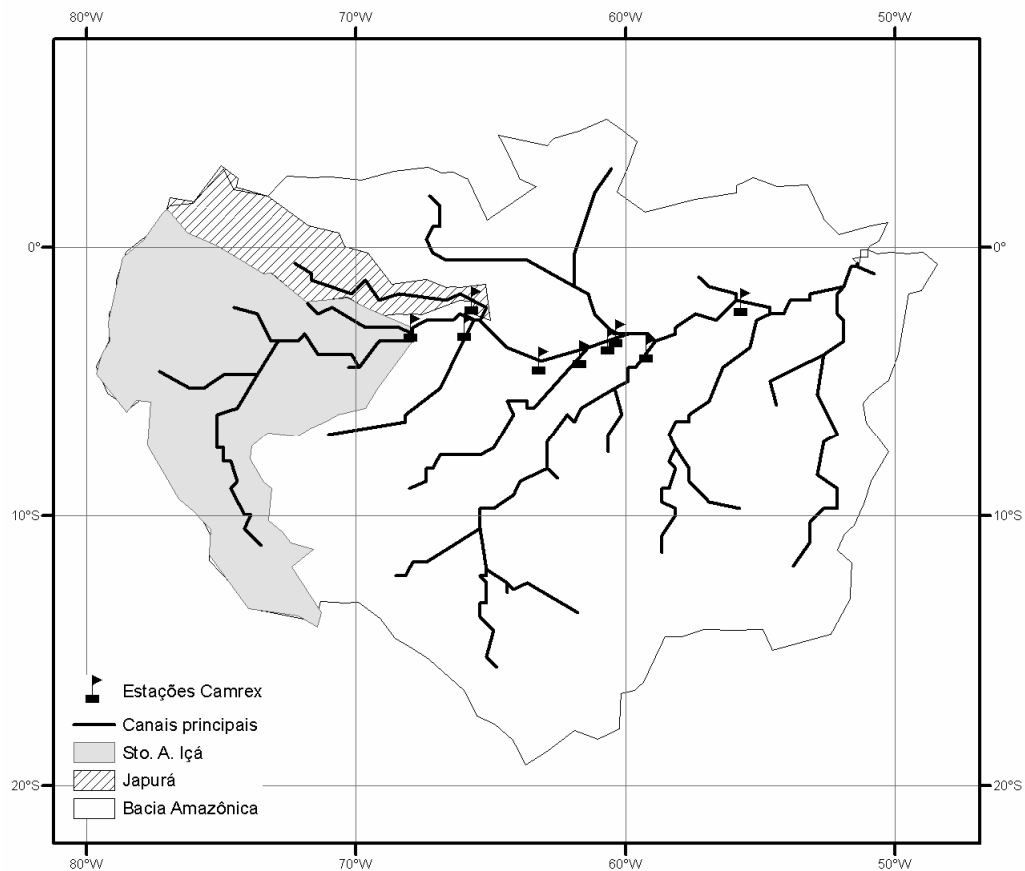 80°W 70°W 60°W 50°W
0° 0°
10°S 10°S
Estações Camrex
Canais principais
Sto. A. Içá
Japurá
20°S 20°S
Bacia Amazônica
80°W 70°W 60°W 50°W